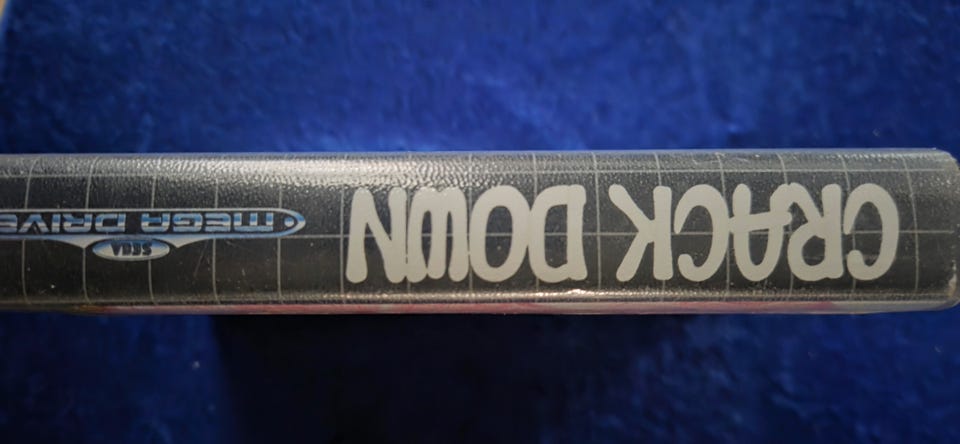 CRACK DOWN
SEGA
MEGA DRIVE